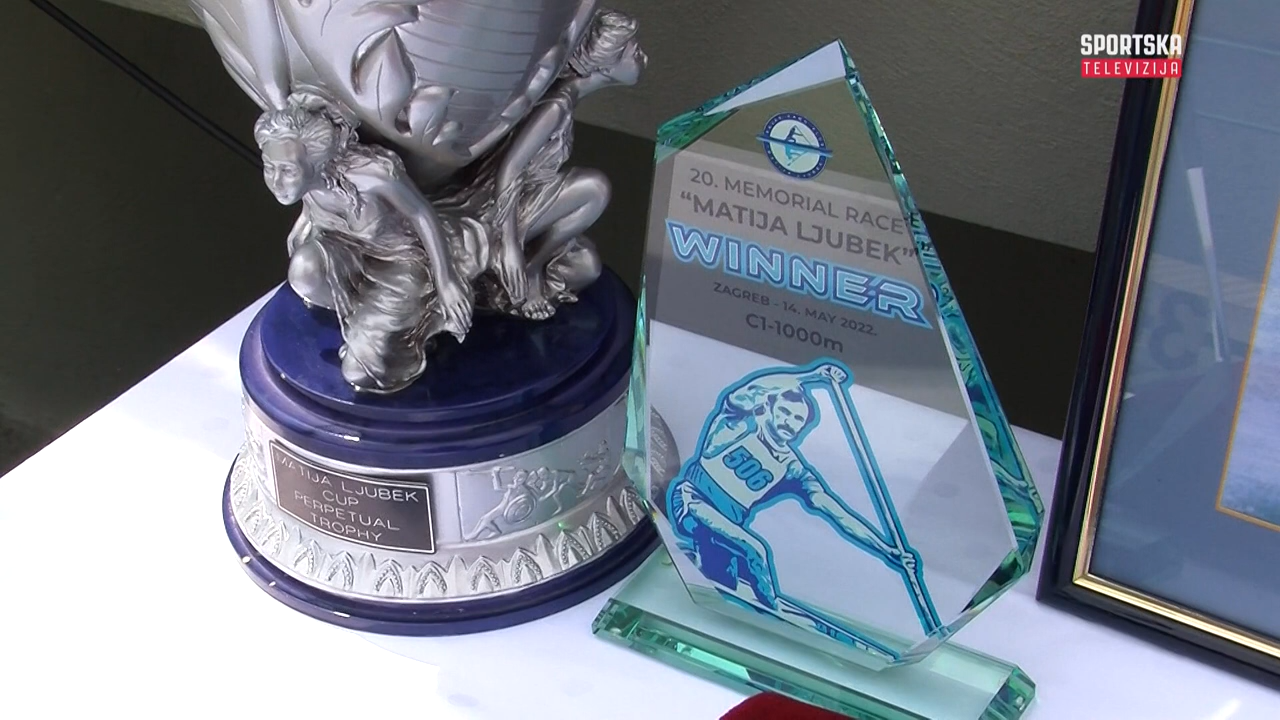 SPORTSKA
TELEVIZIJA
20. MEMORIAL RACE
“MATIJA LJUBEK”
WINNER
ZAGREB - 14. MAY 2022.
C1-1000m
506
MATIJA LJUBEK
CUP
PERPETUAL
TROPHY